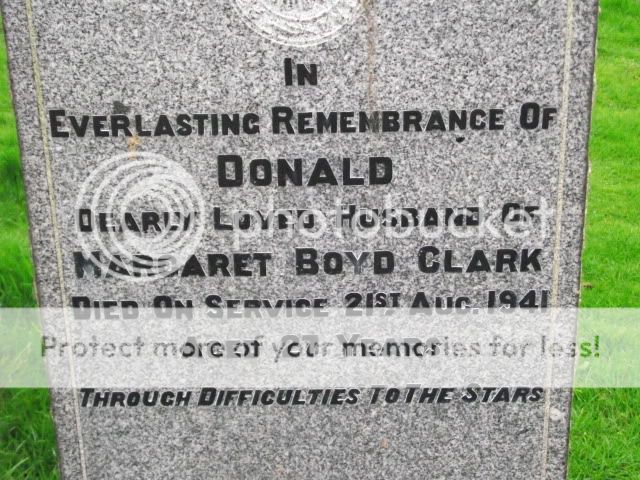 IN
EVERLASTING REMEMBRANCE OF
DONALD
DEARLY LOVED HUSBAND OF
MARGARET BOYD CLARK
DIED ON SERVICE 21ST AUG. 1941
photobucket
Protect more of your memories for less!
THROUGH DIFFICULTIES TO THE STARS